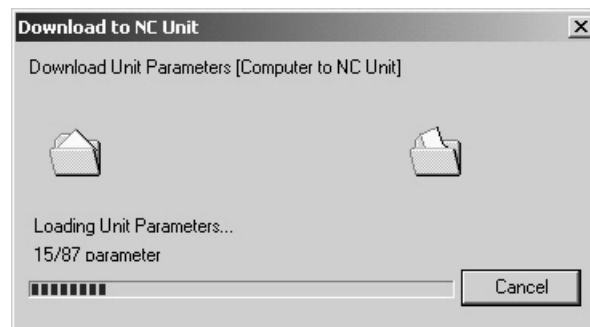 Download to NC Unit
Download Unit Parameters [Computer to NC Unit]
Loading Unit Parameters...
15/87 parameter
Cancel